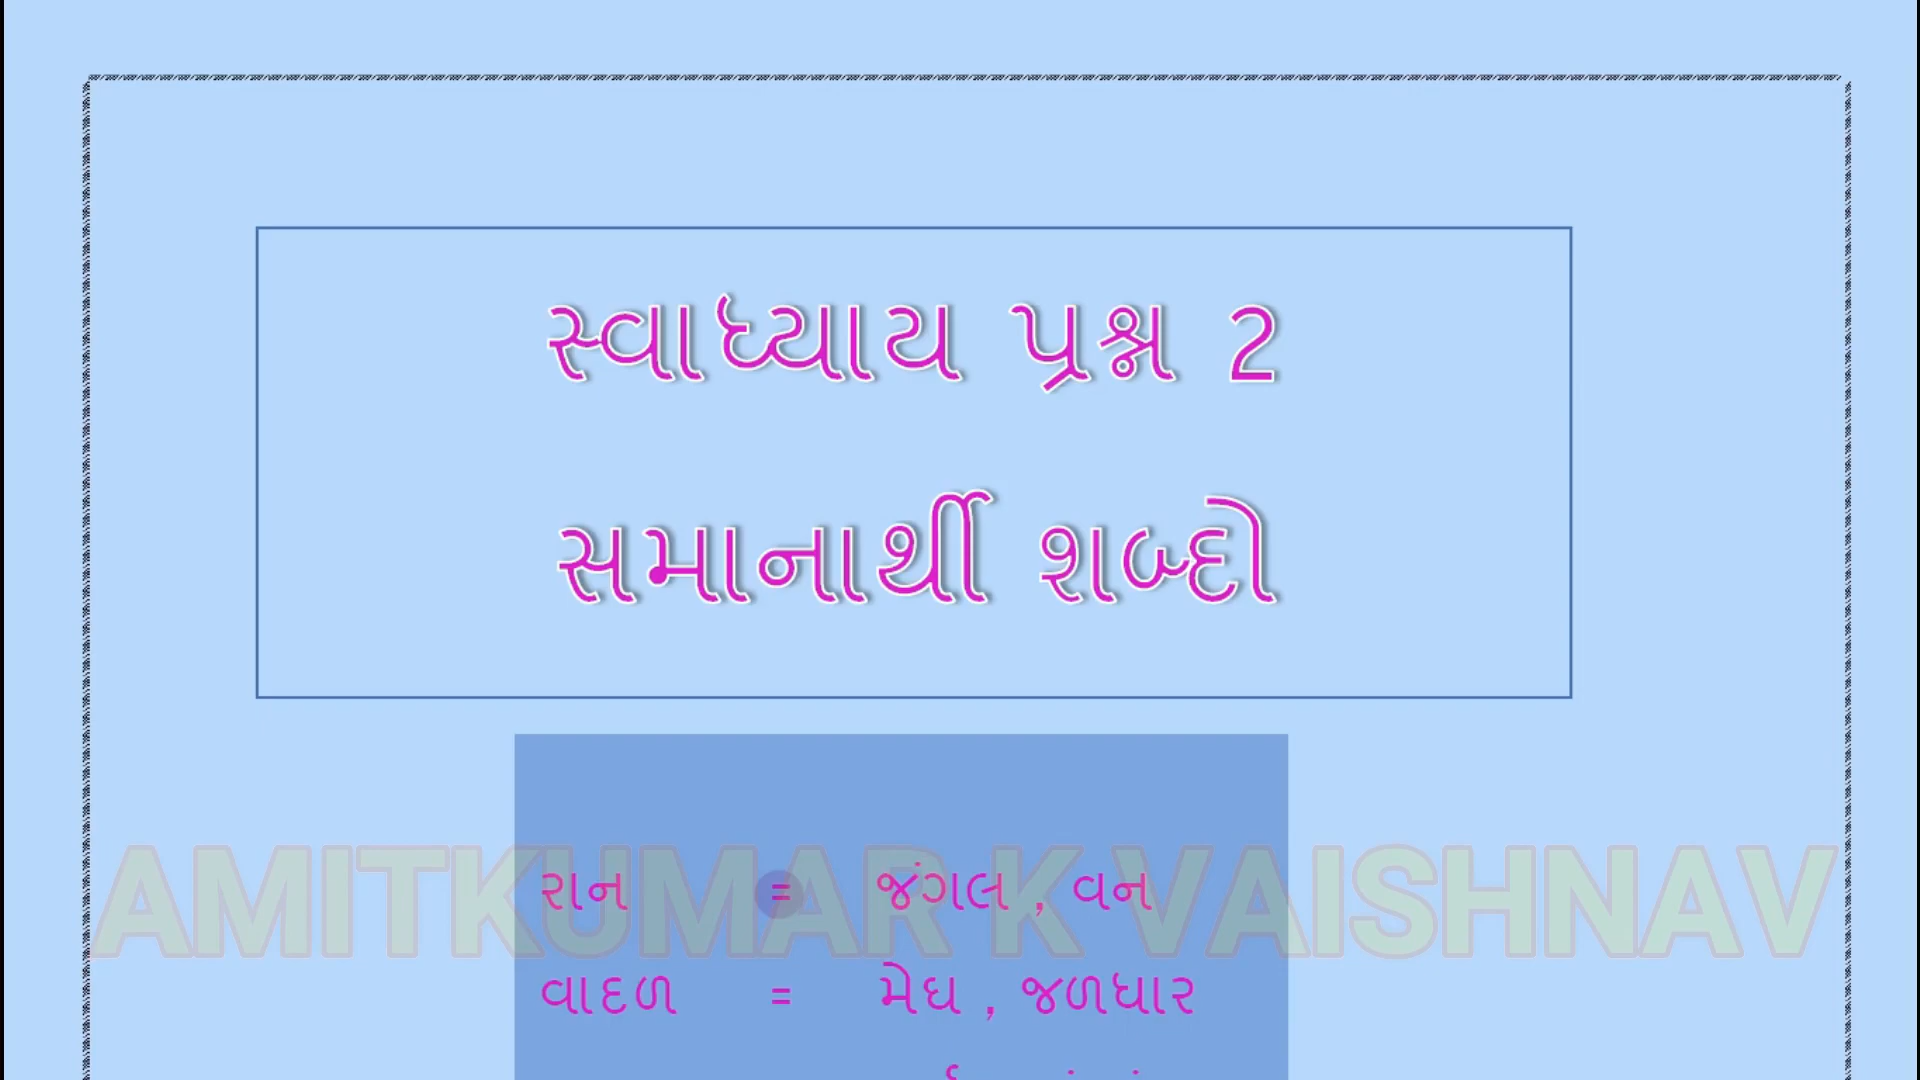 સ્વાધ્યાય પ્રશ્ન 2
સમાનાર્થી શબ્દો
રાન = જંગલ , વન
AMITKUMAR K VAISHNAV
વાદળ = મેઘ , જળધાર